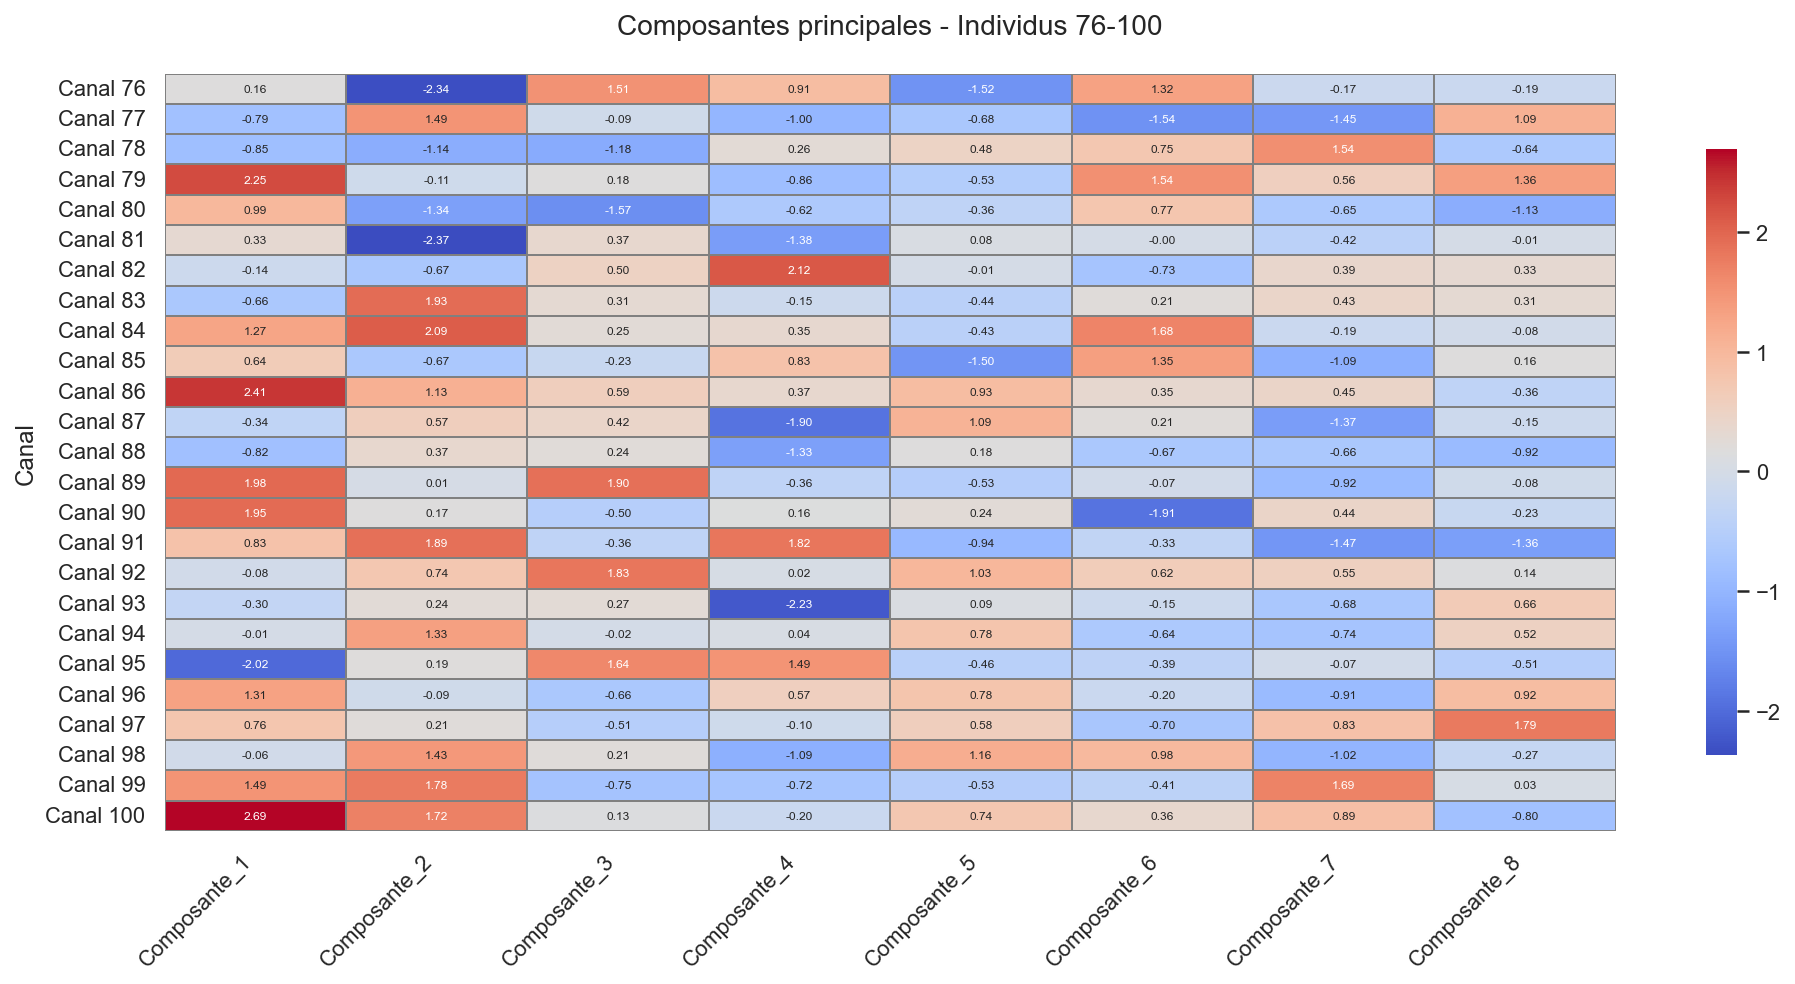 Composantes principales - Individus 76-100
Canal
Canal 76 0.16 -2.34 1.51 0.91 -1.52 1.32 -0.17 -0.19
Canal 77 -0.79 1.49 -0.09 -1.00 -0.68 -1.54 -1.45 1.09
Canal 78 -0.85 -1.14 -1.18 0.26 0.48 0.75 1.54 -0.64
Canal 79 2.25 -0.11 0.18 -0.86 -0.53 1.54 0.56 1.36
Canal 80 0.99 -1.34 -1.57 -0.62 -0.36 0.77 -0.65 -1.13
Canal 81 0.33 -2.37 0.37 -1.38 0.08 -0.00 -0.42 -0.01
Canal 82 -0.14 -0.67 0.50 2.12 -0.01 -0.73 0.39 0.33
Canal 83 -0.66 1.93 0.31 -0.15 -0.44 0.21 0.43 0.31
Canal 84 1.27 2.09 0.25 0.35 -0.43 1.68 -0.19 -0.08
Canal 85 0.64 -0.67 -0.23 0.83 -1.50 1.35 -1.09 0.16
Canal 86 2.41 1.13 0.59 0.37 0.93 0.35 0.45 -0.36
Canal 87 -0.34 0.57 0.42 -1.90 1.09 0.21 -1.37 -0.15
Canal 88 -0.82 0.37 0.24 -1.33 0.18 -0.67 -0.66 -0.92
Canal 89 1.98 0.01 1.90 -0.36 -0.53 -0.07 -0.92 -0.08
Canal 90 1.95 0.17 -0.50 0.16 0.24 -1.91 0.44 -0.23
Canal 91 0.83 1.89 -0.36 1.82 -0.94 -0.33 -1.47 -1.36
Canal 92 -0.08 0.74 1.83 0.02 1.03 0.62 0.55 0.14
Canal 93 -0.30 0.24 0.27 -2.23 0.09 -0.15 -0.68 0.66
Canal 94 -0.01 1.33 -0.02 0.04 0.78 -0.64 -0.74 0.52
Canal 95 -2.02 0.19 1.64 1.49 -0.46 -0.39 -0.07 -0.51
Canal 96 1.31 -0.09 -0.66 0.57 0.78 -0.20 -0.91 0.92
Canal 97 0.76 0.21 -0.51 -0.10 0.58 -0.70 0.83 1.79
Canal 98 -0.06 1.43 0.21 -1.09 1.16 0.98 -1.02 -0.27
Canal 99 1.49 1.78 -0.75 -0.72 -0.53 -0.41 1.69 0.03
Canal 100 2.69 1.72 0.13 -0.20 0.74 0.36 0.89 -0.80
Composante_1 Composante_2 Composante_3 Composante_4 Composante_5 Composante_6 Composante_7 Composante_8
2
1
0
−1
−2